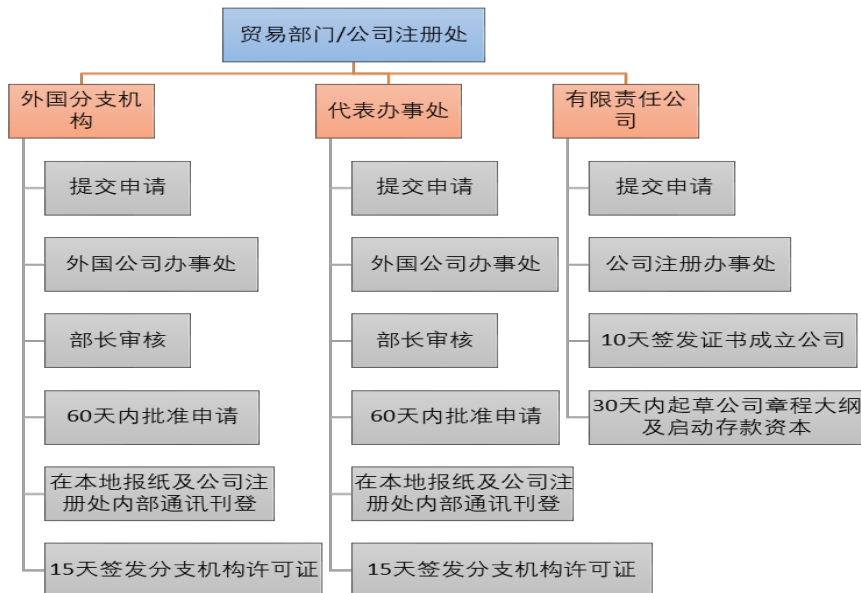 贸易部门/公司注册处
外国分支机
构
提交申请
外国公司办事处
部长审核
60天内批准申请
在本地报纸及公司注
册处内部通讯刊登
15天签发分支机构许可证
代表办事处
提交申请
外国公司办事处
部长审核
60天内批准申请
在本地报纸及公司注
册处内部通讯刊登
15天签发分支机构许可证
有限责任公
司
提交申请
公司注册办事处
10天签发证书成立公司
30天内起草公司章程大纲
及启动存款资本